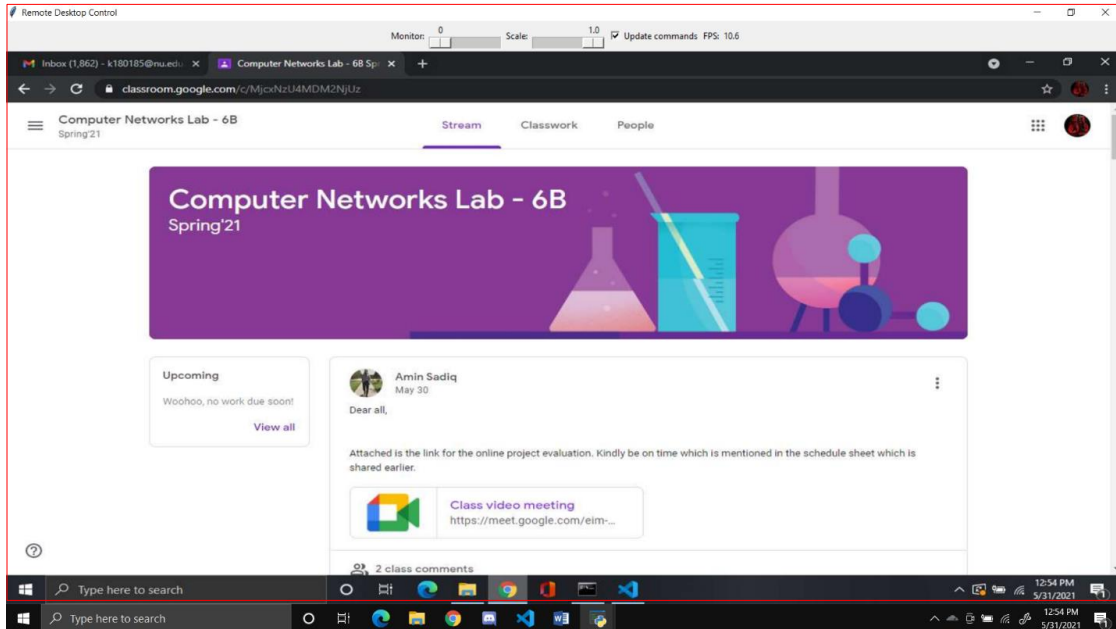 Remote Desktop Control
Monitor: 0 Scale: 1.0 Update commands FPS: 10.6
Inbox (1,862) - k180185@nu.edu Computer Networks Lab - 6B Spr
classroom.google.com/c/MjcxNzU4MDM2NjUz
Computer Networks Lab - 6B
Spring'21
Stream Classwork People
Computer Networks Lab - 6B
Spring'21
Upcoming
Woohoo, no work due soon!
View all
Amin Sadiq
May 30
Dear all,
Attached is the link for the online project evaluation. Kindly be on time which is mentioned in the schedule sheet which is
shared earlier.
Class video meeting
https://meet.google.com/eim-...
2 class comments
Type here to search
12:54 PM
5/31/2021
Type here to search
12:54 PM
5/31/2021